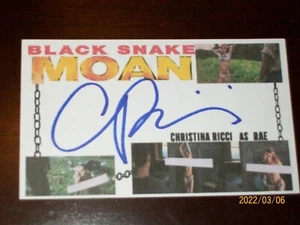 BLACK SNAKE
MOAN
CHRISTINA RICCI AS RAE
2022/03/06